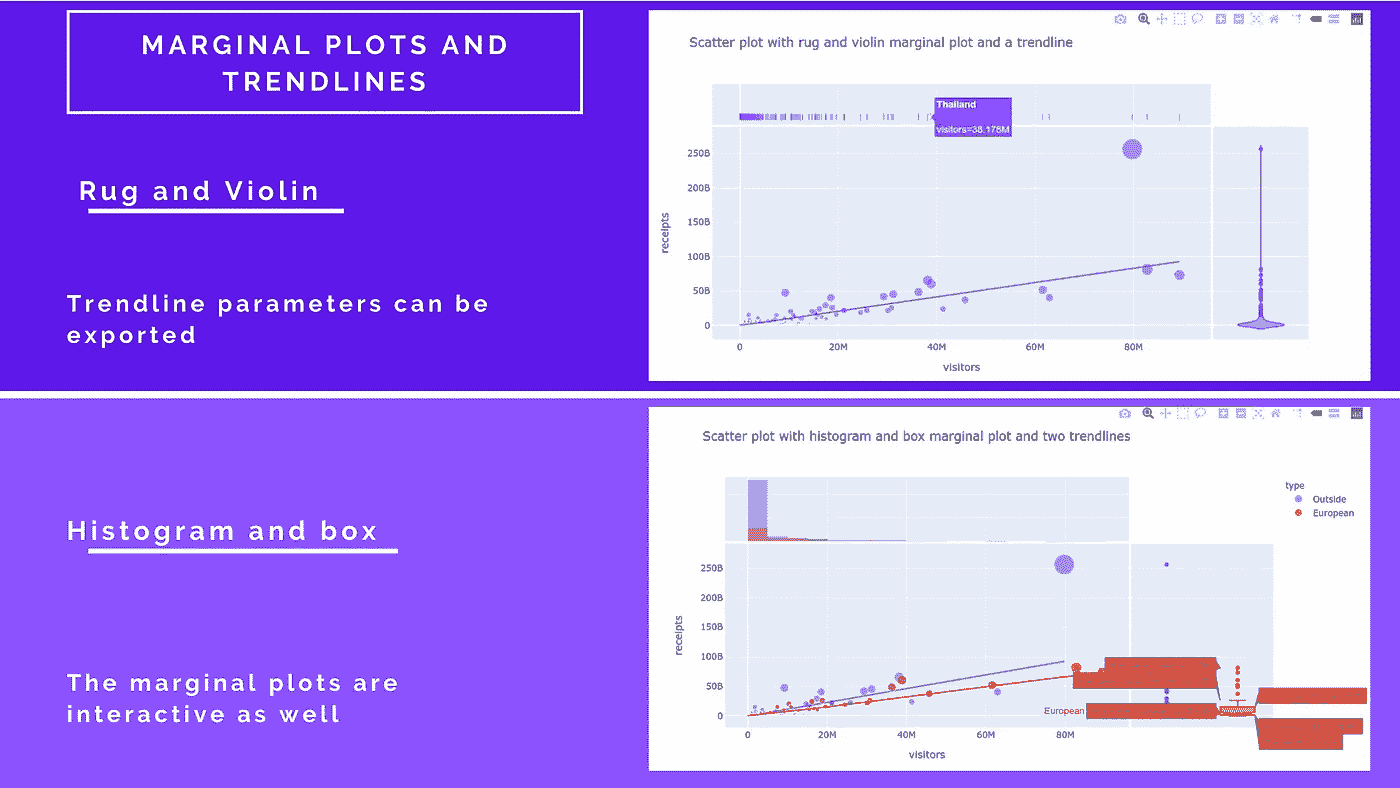 MARGINAL PLOTS AND
TRENDLINES
Rug and Violin
Trendline parameters can be
exported
Scatter plot with rug and violin marginal plot and a trendline
Thailand
visitors=38.178M
250B
200B
150B
100B
50B
0
receipts
0 20M 40M 60M 80M
visitors
Histogram and box
The marginal plots are
interactive as well
Scatter plot with histogram and box marginal plot and two trendlines
type
Outside
European
250B
200B
150B
100B
50B
0
receipts
European
0 20M 40M 60M 80M
visitors